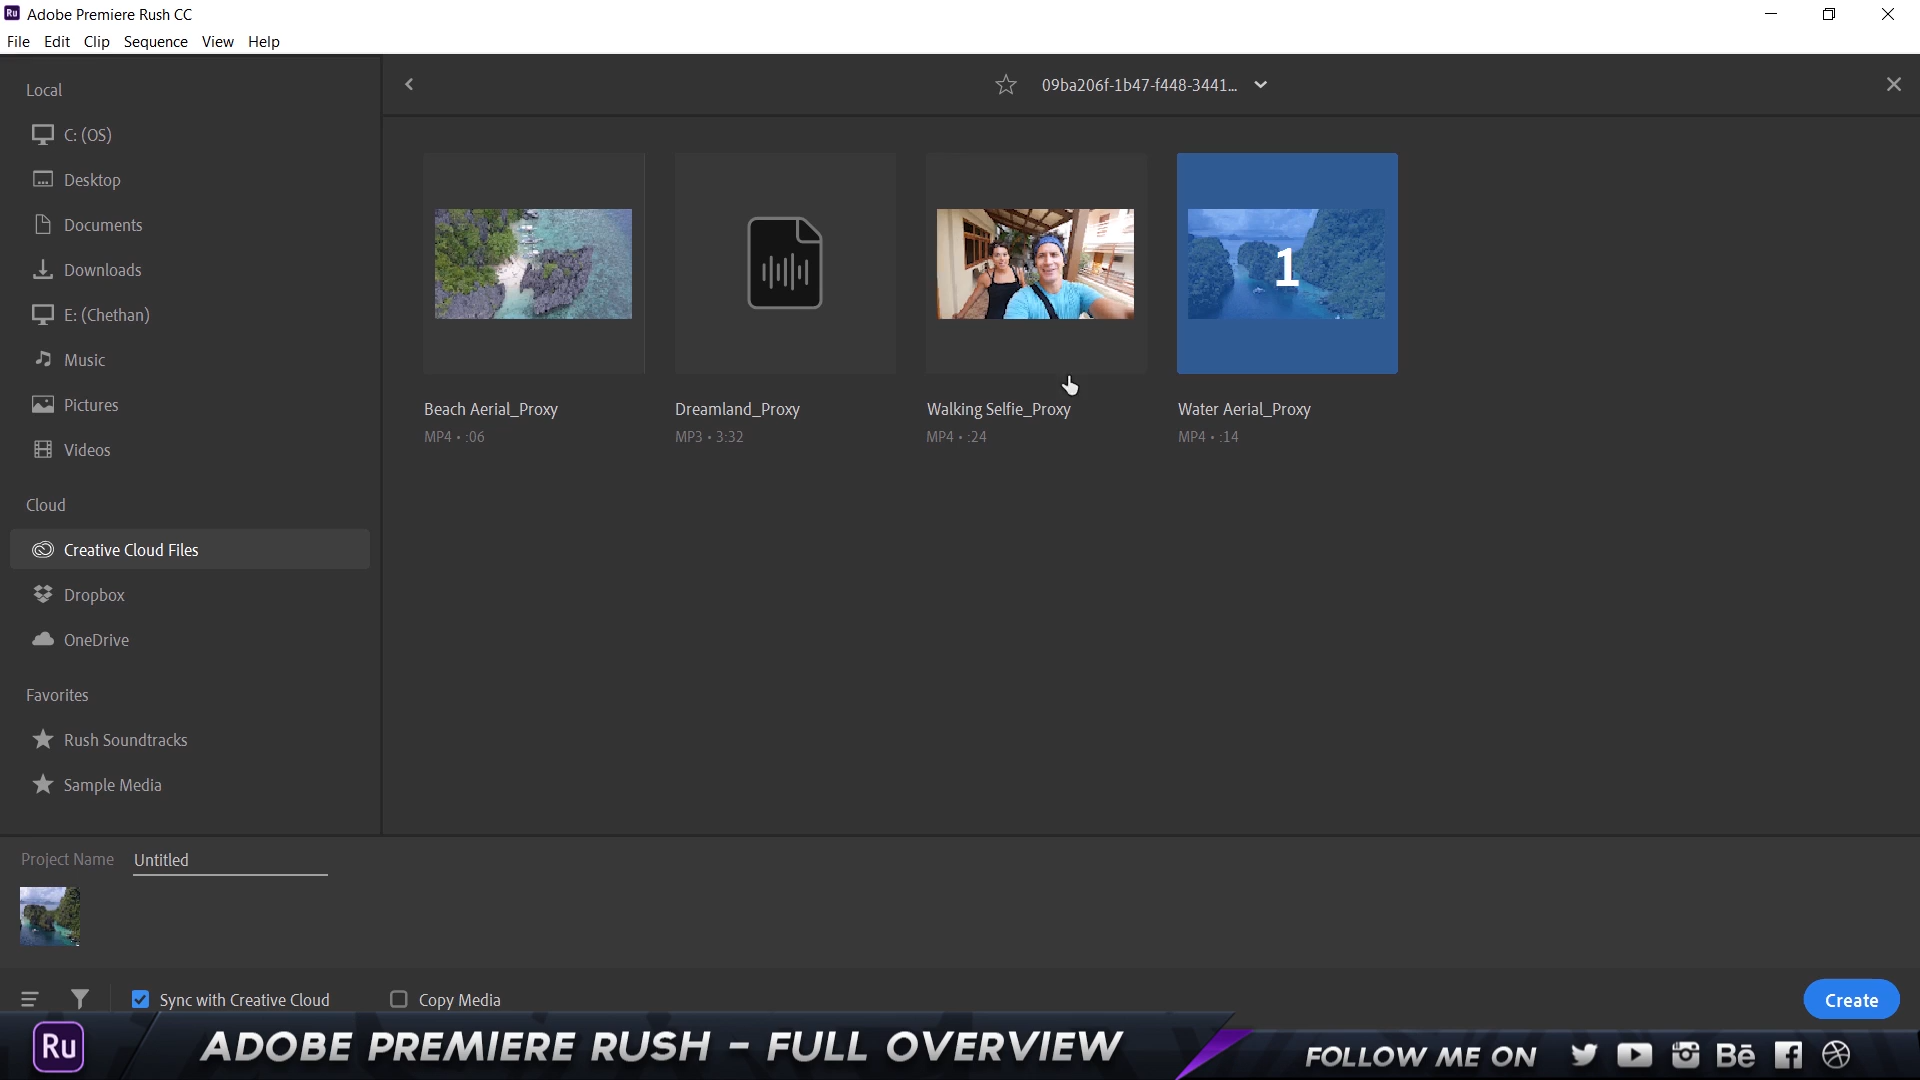 Ru Adobe Premiere Rush CC
File Edit Clip Sequence View Help
Local
C: (OS)
Desktop
Documents
Downloads
E: (Chethan)
Music
Pictures
Videos
Cloud
Creative Cloud Files
Dropbox
OneDrive
Favorites
Rush Soundtracks
Sample Media
09ba206f-1b47-f448-3441...
1
Beach Aerial_Proxy
MP4 • :06
Dreamland_Proxy
MP3 • 3:32
Walking Selfie_Proxy
MP4 • :24
Water Aerial_Proxy
MP4 • :14
Project Name Untitled
Sync with Creative Cloud Copy Media Create
Ru ADOBE PREMIERE RUSH - FULL OVERVIEW FOLLOW ME ON Bē